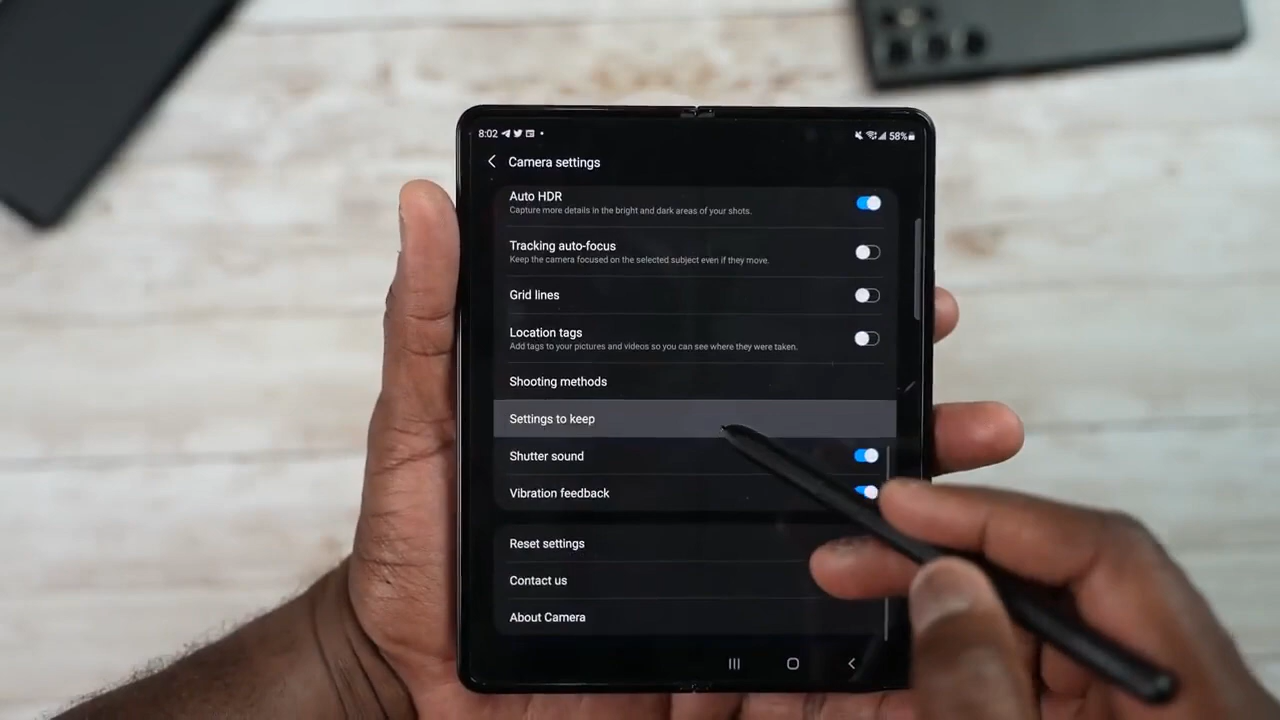 8:02
58%
Camera settings
Auto HDR
Capture more details in the bright and dark areas of your shots.
Tracking auto-focus
Keep the camera focused on the selected subject even if they move.
Grid lines
Location tags
Add tags to your pictures and videos so you can see where they were taken.
Shooting methods
Settings to keep
Shutter sound
Vibration feedback
Reset settings
Contact us
About Camera